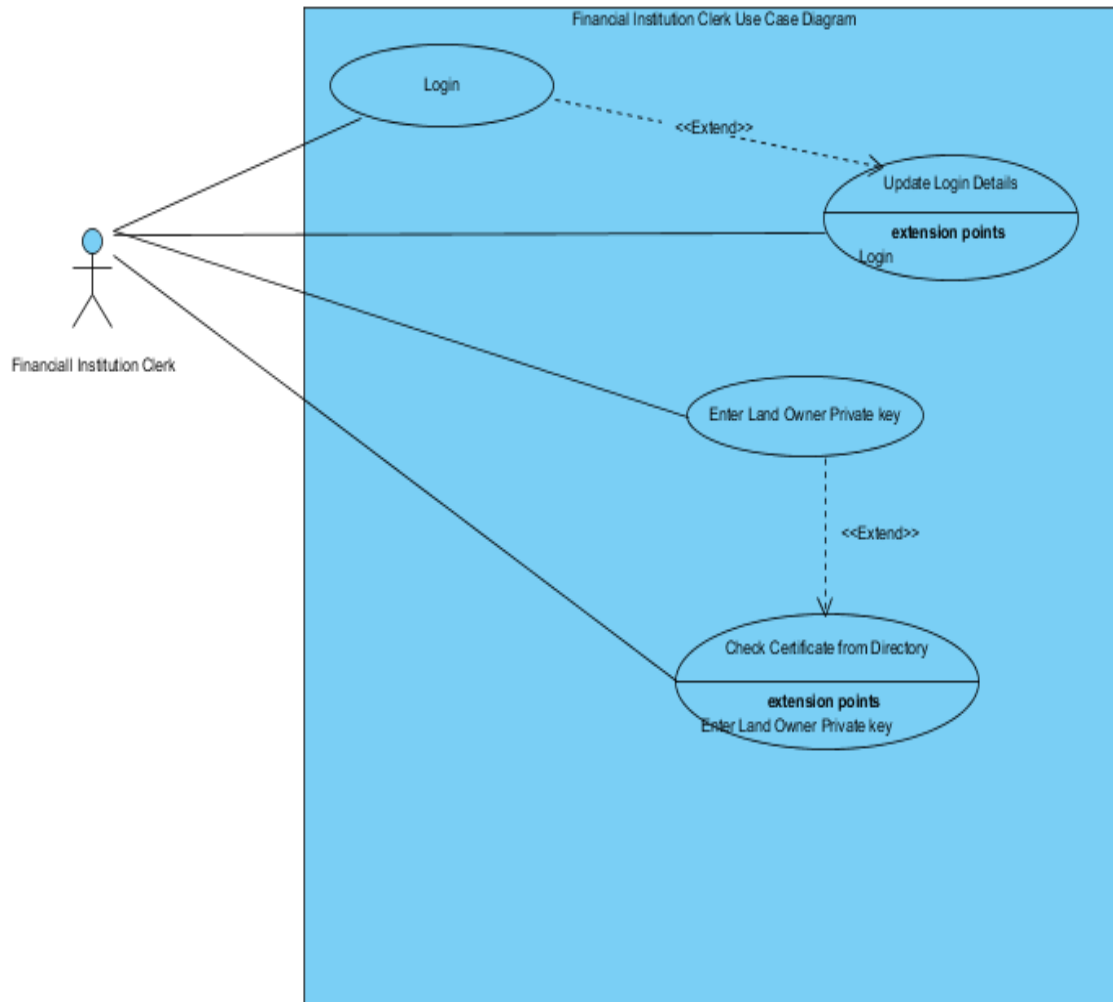 Financial Institution Clerk Use Case Diagram
Login
<<Extend>>
Update Login Details
extension points
Login
Financiall Institution Clerk
Enter Land Owner Private key
<<Extend>>
Check Certificate from Directory
extension points
Enter Land Owner Private key